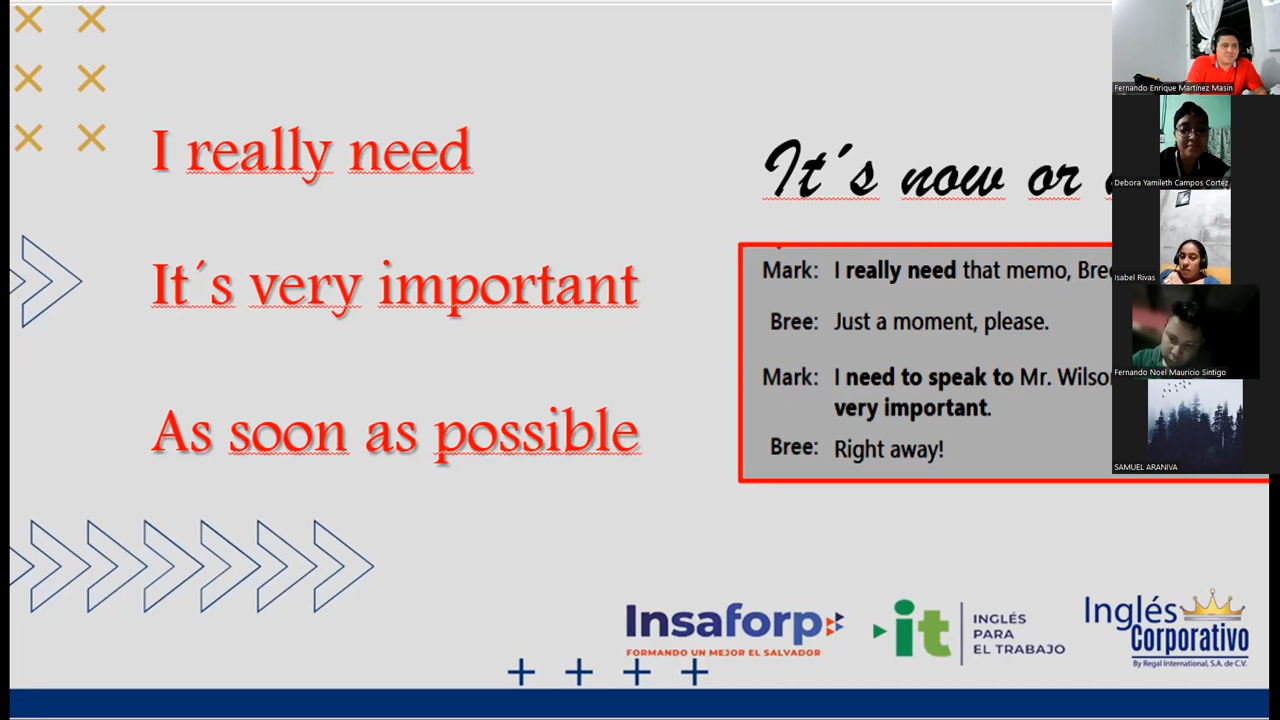 I really need
It´s very important
As soon as possible
It´s now or
Mark: I really need that memo, Bree
Bree: Just a moment, please.
Mark: I need to speak to Mr. Wilson
very important.
Bree: Right away!
Fernando Enrique Martínez Masin
Debora Yamileth Campos Cortez
Isabel Rivas
Fernando Noel Mauricio Sintigo
SAMUEL ARANIVA
Insaforp
FORMANDO UN MEJOR EL SALVADOR
it
INGLÉS
PARA
EL TRABAJO
Inglés
Corporativo
By Regal International, S.A. de C.V.